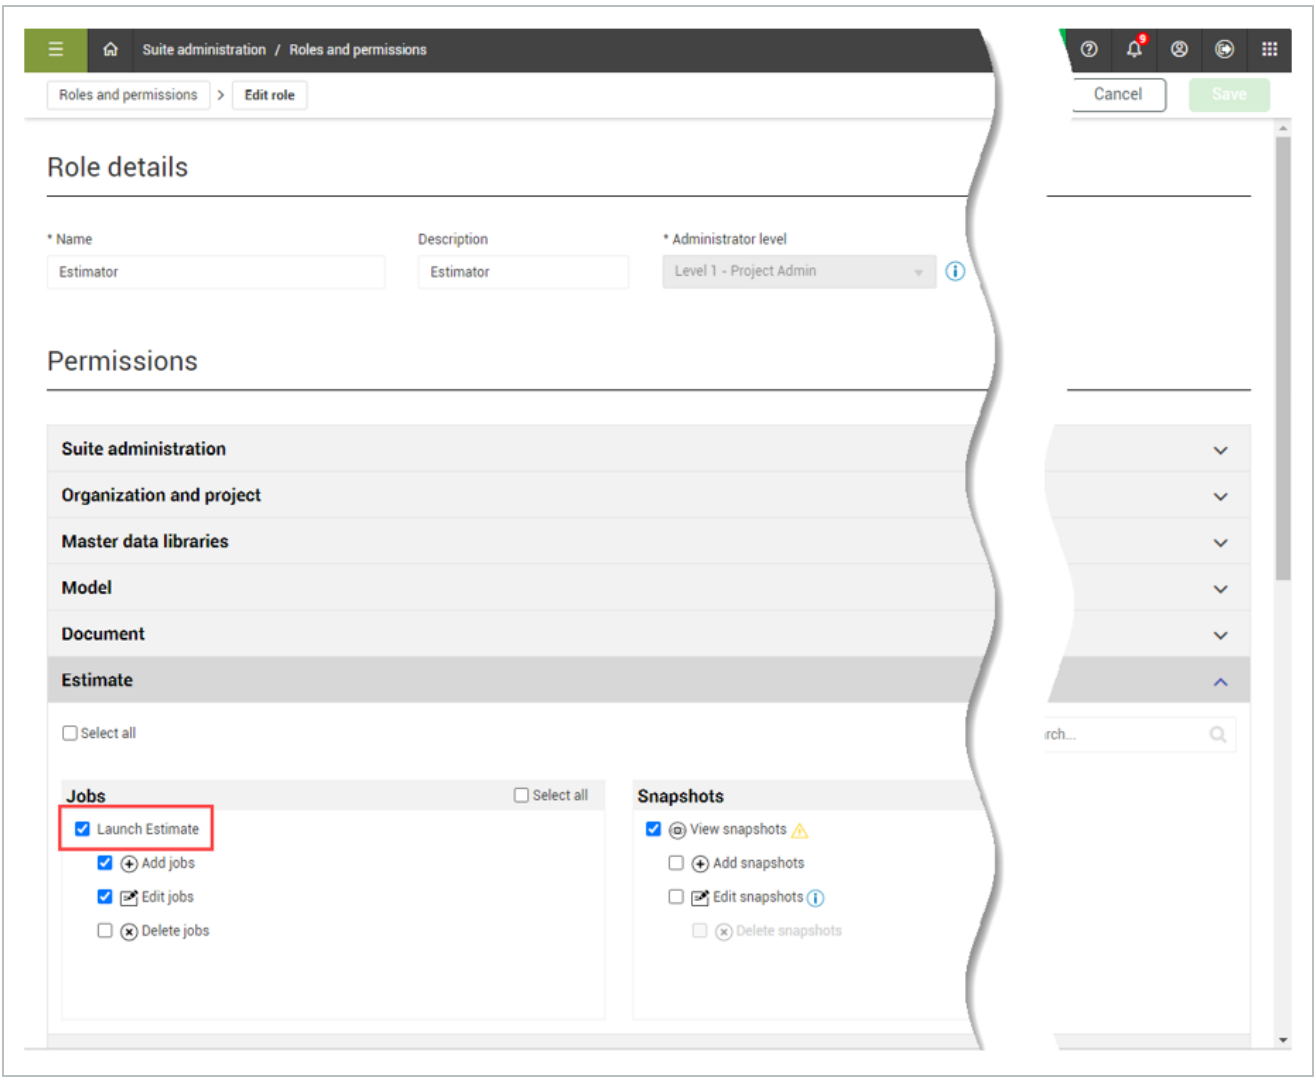 Suite administration / Roles and permissions
9
Roles and permissions > Edit role
Cancel
Save
Role details
* Name
Description
* Administrator level
Estimator
Estimator
Level 1 - Project Admin
Permissions
Suite administration
Organization and project
Master data libraries
Model
Document
Estimate
Select all
rch...
Jobs
Select all
Snapshots
Launch Estimate
View snapshots
Add jobs
Add snapshots
Edit jobs
Edit snapshots
Delete jobs
Delete snapshots